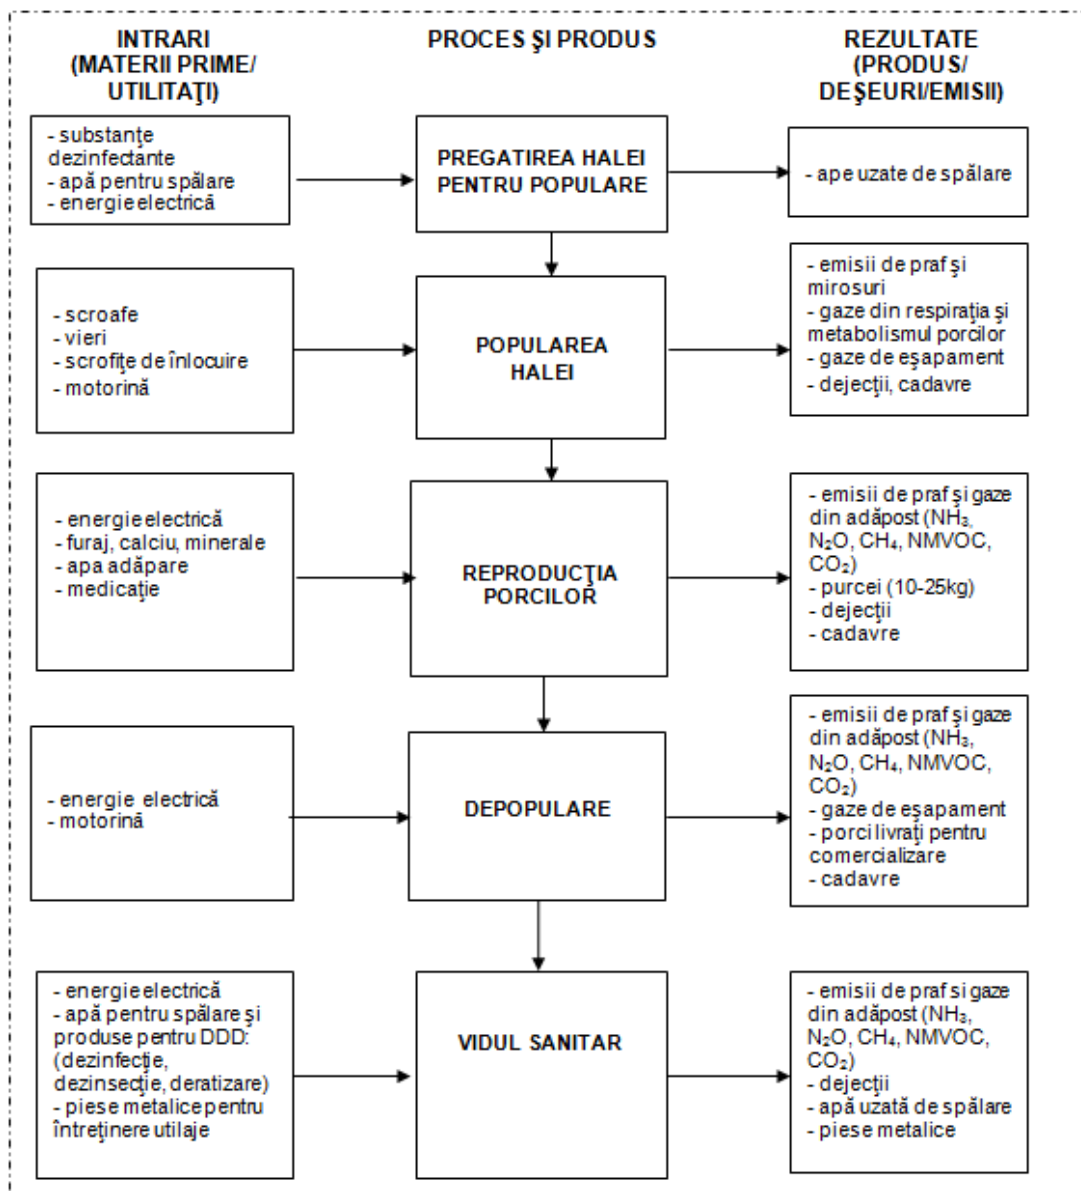 INTRARI
(MATERII PRIME/
UTILITAŢI)
PROCES ŞI PRODUS
REZULTATE
(PRODUS/
DEŞEURI/EMISII)
- substanţe
dezinfectante
- apă pentru spălare
- energie electrică
PREGATIREA HALEI
PENTRU POPULARE
- ape uzate de spălare
- scroafe
- vieri
- scrofiţe de înlocuire
- motorină
POPULAREA
HALEI
- emisii de praf şi
mirosuri
- gaze din respiraţia şi
metabolismul porcilor
- gaze de eşapament
- dejecţii, cadavre
- energie electrică
- furaj, calciu, minerale
- apa adăpare
- medicaţie
REPRODUCŢIA
PORCILOR
- emisii de praf şi gaze
din adăpost (NH₃,
N₂O, CH₄, NMVOC,
CO₂)
- purcei (10-25kg)
- dejecţii
- cadavre
- energie electrică
- motorină
DEPOPULARE
- emisii de praf şi gaze
din adăpost (NH₃,
N₂O, CH₄, NMVOC,
CO₂)
- gaze de eşapament
- porci livraţi pentru
comercializare
- cadavre
- energie electrică
- apă pentru spălare şi
produse pentru DDD:
(dezinfecţie,
dezinsecţie, deratizare)
- piese metalice pentru
întreţinere utilaje
VIDUL SANITAR
- emisii de praf si gaze
din adăpost (NH₃,
N₂O, CH₄, NMVOC,
CO₂)
- dejecţii
- apă uzată de spălare
- piese metalice